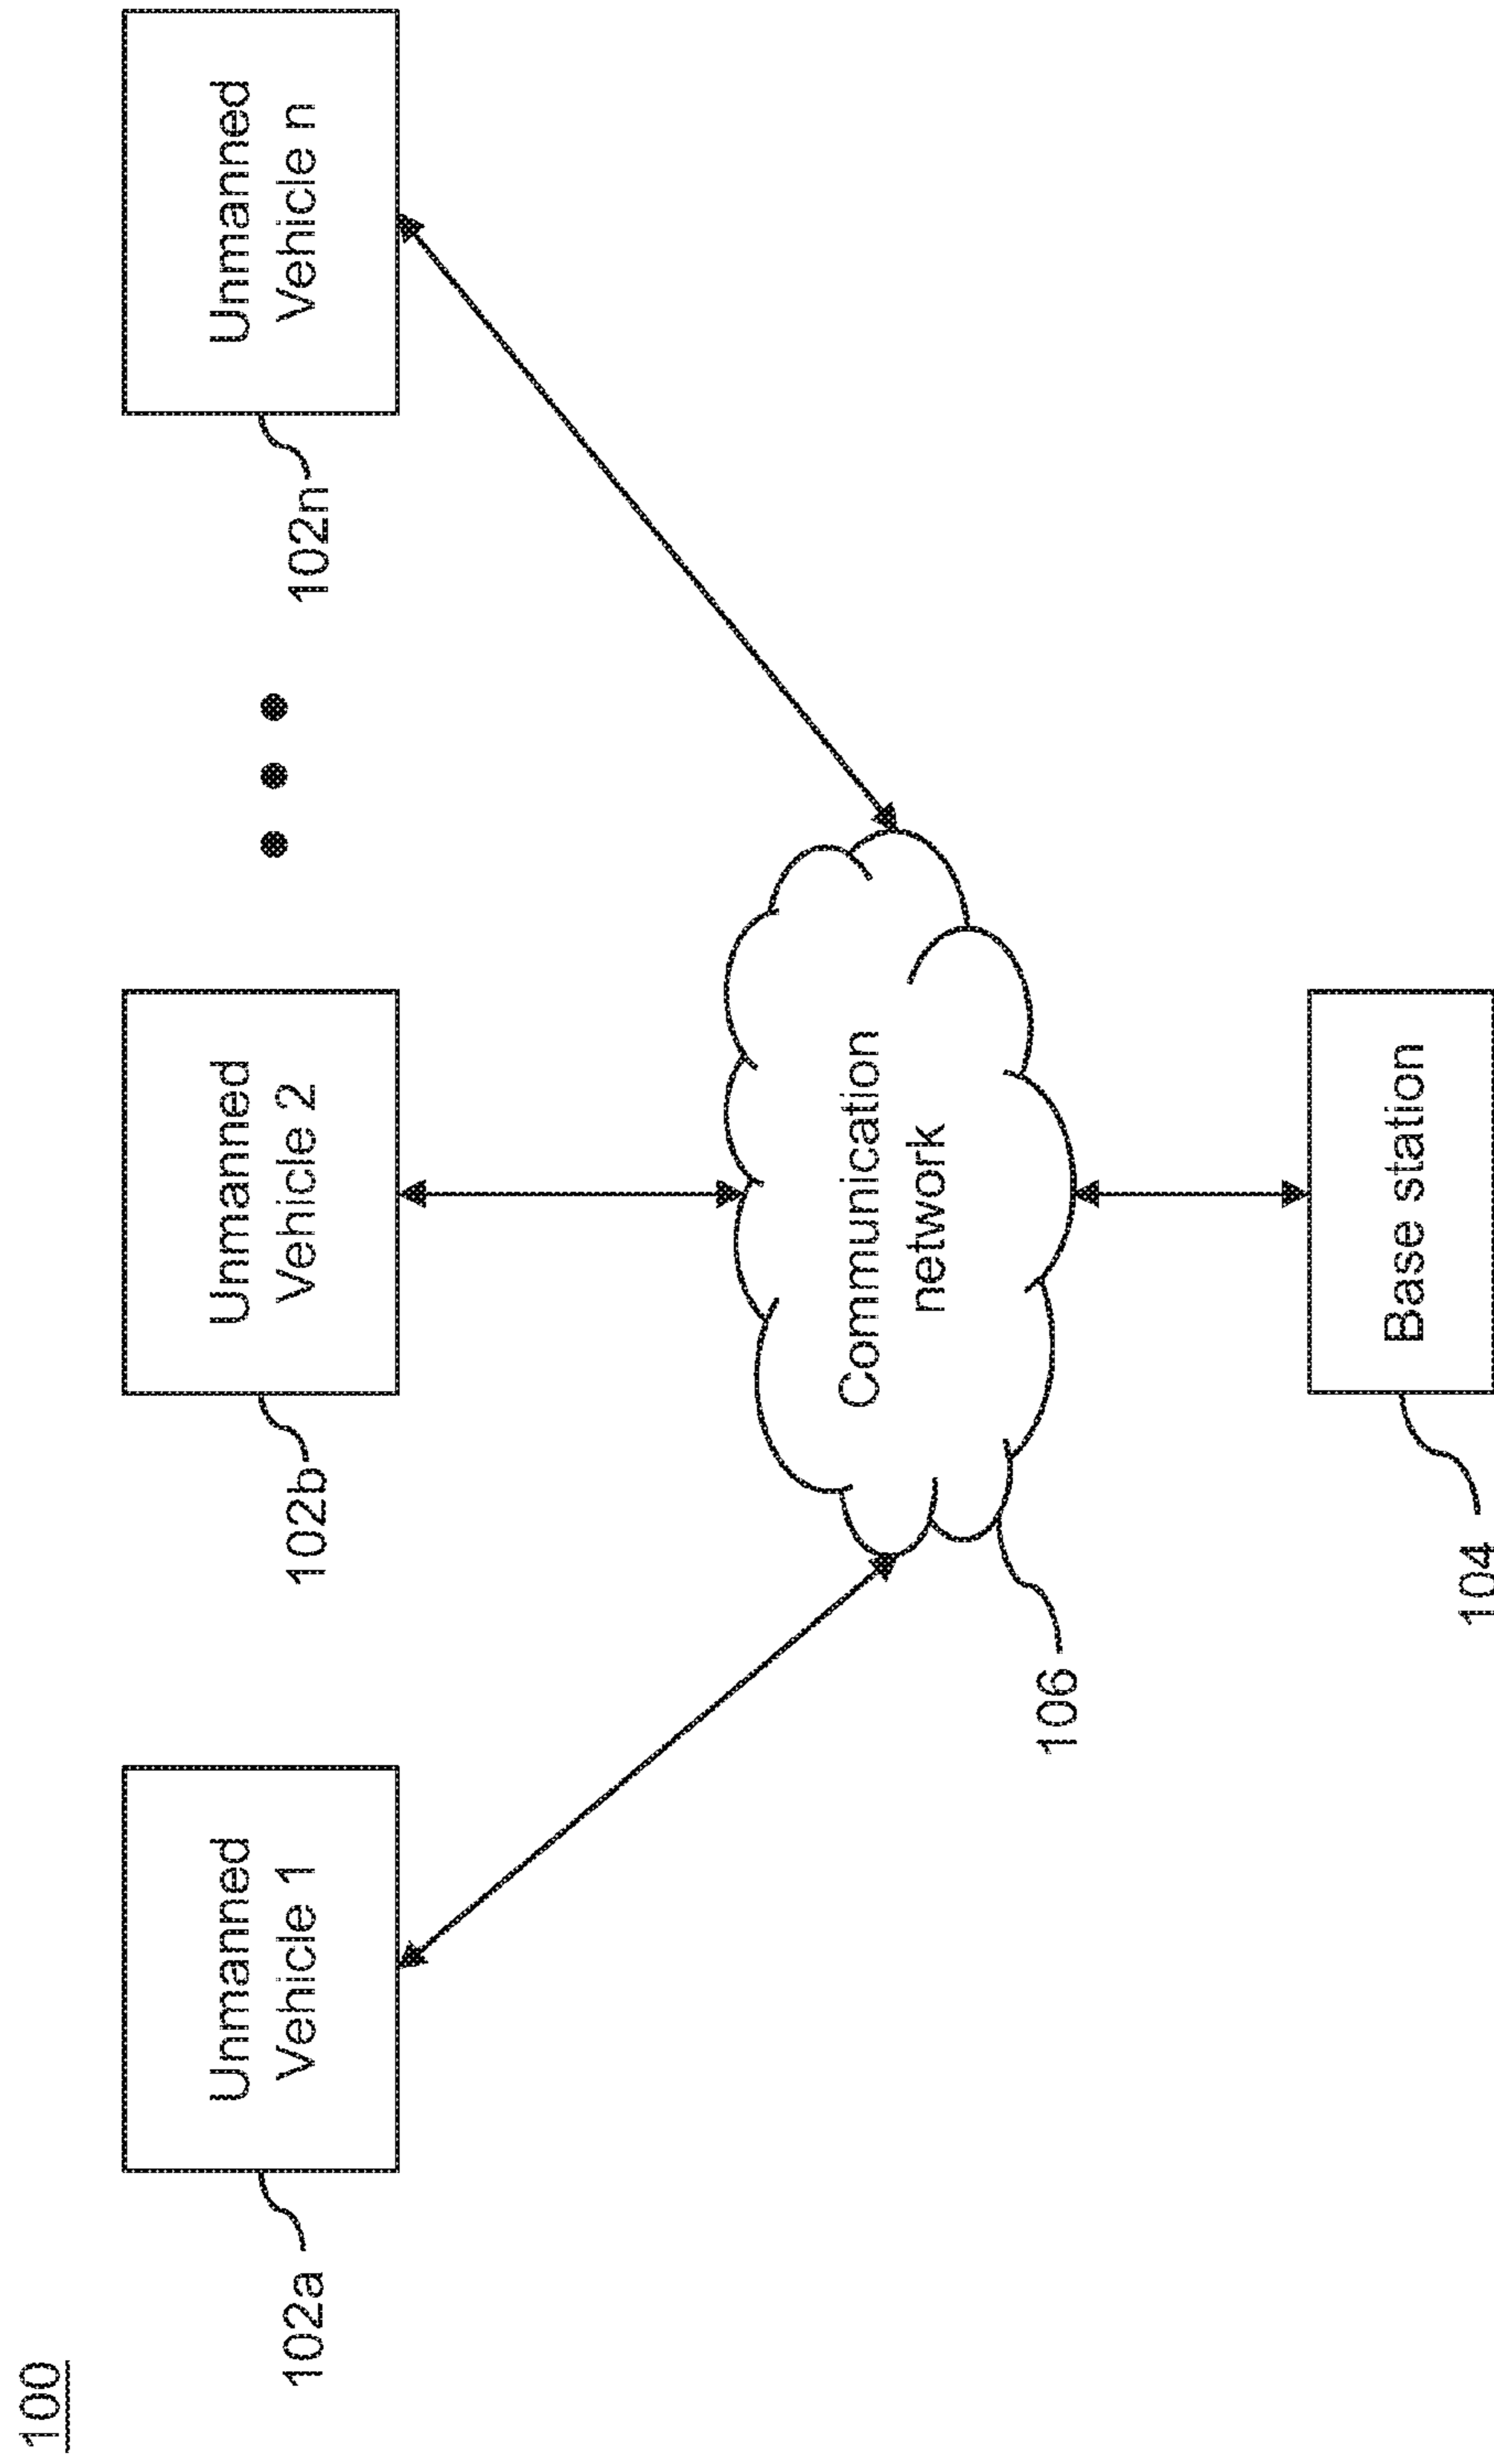 100
Unmanned
Vehicle 1
102a
Unmanned
Vehicle 2
102b
Unmanned
Vehicle n
102n
Communication
network
106
Base station
104